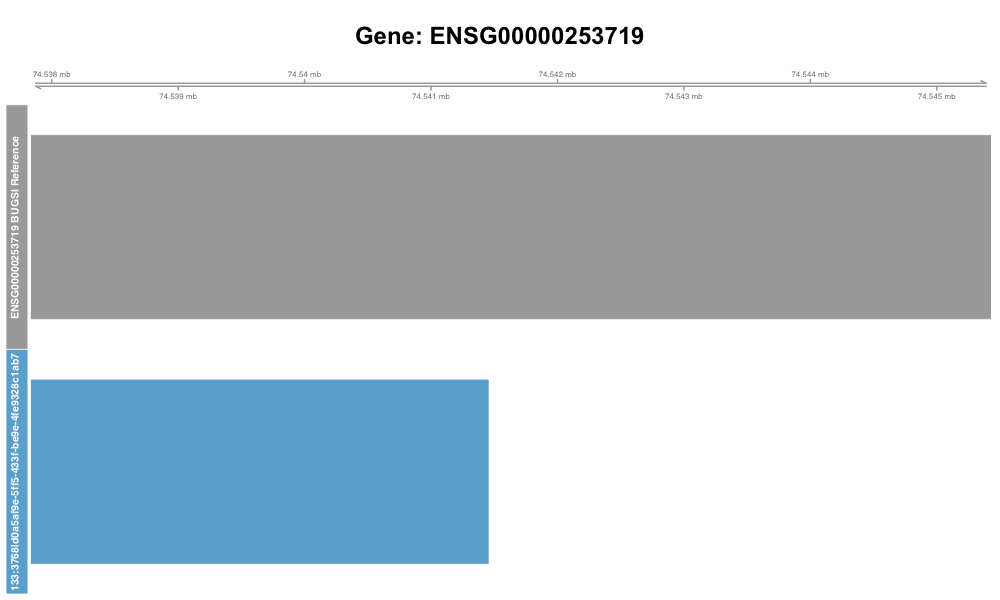 Gene: ENSG00000253719
74.538 mb
74.54 mb
74.542 mb
74.544 mb
74.539 mb
74.541 mb
74.543 mb
74.545 mb
ENSG00000253719 BUGSI Reference
133:3768ld0a5af9e-5ff5-433f-be9e-4fe9328c1ab7